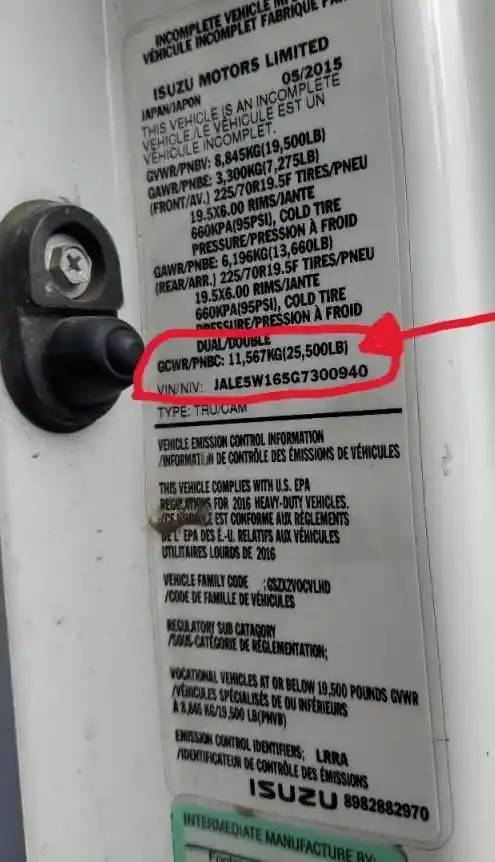 INCOMPLETE VEHICLE
VÉHICULE INCOMPLET FABRIQUÉ PAR
ISUZU MOTORS LIMITED
JAPAN/JAPON 05/2015
THIS VEHICLE IS AN INCOMPLETE
VEHICLE/LE VÉHICULE EST UN
VÉHICULE INCOMPLET.
GVWR/PNBV: 8,845KG(19,500LB)
GAWR/PNBE: 3,300KG(7,275LB)
(FRONT/AV.) 225/70R19.5F TIRES/PNEU
19.5X6.00 RIMS/JANTE
660KPA(95PSI), COLD TIRE
PRESSURE/PRESSION À FROID
GAWR/PNBE: 6,196KG(13,660LB)
(REAR/ARR.) 225/70R19.5F TIRES/PNEU
19.5X6.00 RIMS/JANTE
660KPA(95PSI), COLD TIRE
PRESSURE/PRESSION À FROID
DUAL/DOUBLE
GCWR/PNBC: 11,567KG(25,500LB)
VIN/NIV: JALE5W165G7300940
TYPE: TRU/CAM
VEHICLE EMISSION CONTROL INFORMATION
/INFORMATION DE CONTRÔLE DES ÉMISSIONS DE VÉHICULES
THIS VEHICLE COMPLIES WITH U.S. EPA
REGULATIONS FOR 2016 HEAVY-DUTY VEHICLES.
/CE VÉHICULE EST CONFORME AUX RÈGLEMENTS
DE L' EPA DES É.-U. RELATIFS AUX VÉHICULES
UTILITAIRES LOURDS DE 2016
VEHICLE FAMILY CODE ;GSZX2VOCVLHD
/CODE DE FAMILLE DE VÉHICULES
REGULATORY SUB CATAGORY
/SOUS-CATÉGORIE DE RÉGLEMENTATION;
VOCATIONAL VEHICLES AT OR BELOW 19,500 POUNDS GVWR
/VÉHICULES SPÉCIALISÉS DE OU INFÉRIEURS
À 8,845 KG/19,500 LB(PMVB)
EMISSION CONTROL IDENTIFIERS; LRRA
/IDENTIFICATEUR DE CONTRÔLE DES ÉMISSIONS
ISUZU 8982882970
INTERMEDIATE MANUFACTURE BY: